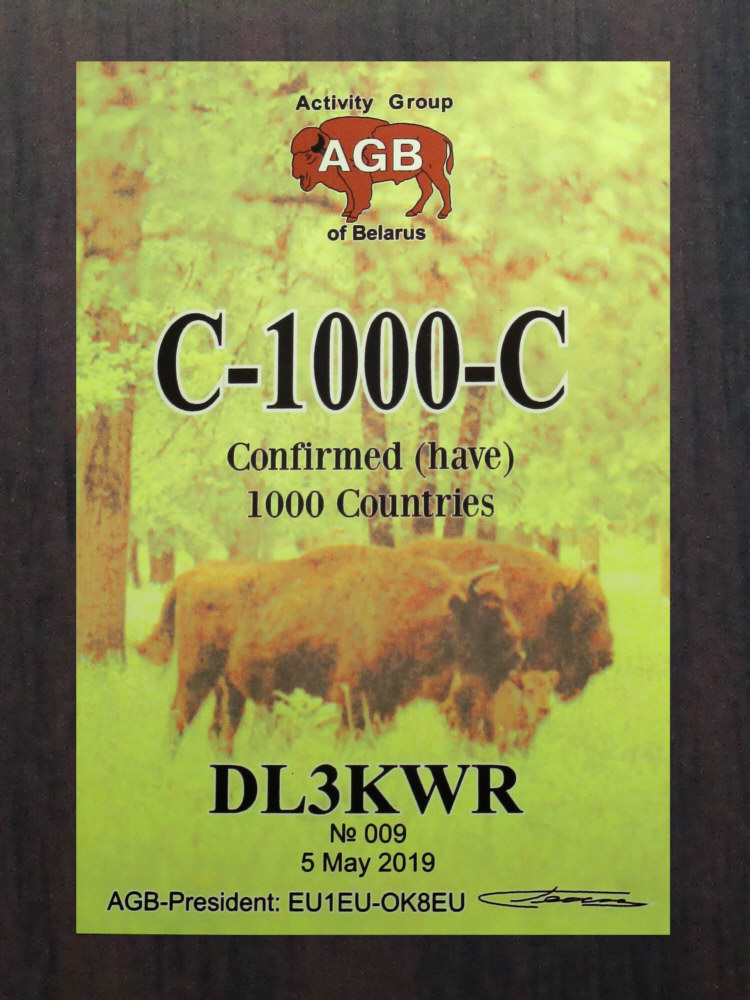 Activity Group
AGB
of Belarus
C-1000-C
Confirmed (have)
1000 Countries
DL3KWR
№ 009
5 May 2019
AGB-President: EU1EU-OK8EU